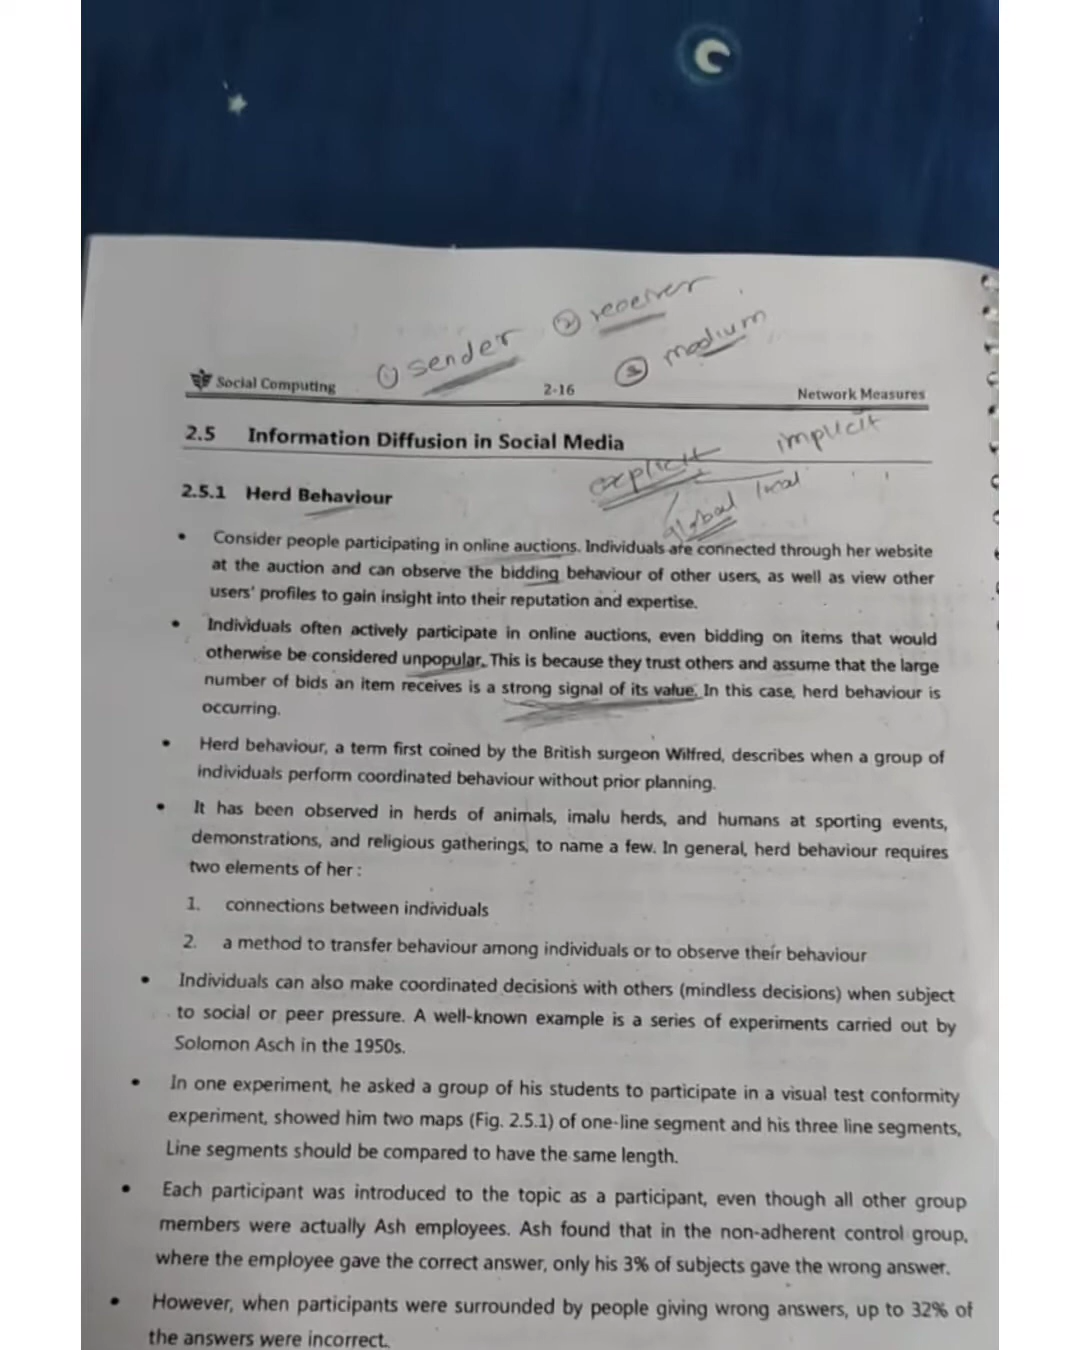 ① sender ② receiver
③ medium
Social Computing 2-16 Network Measures
2.5 Information Diffusion in Social Media
explicit implicit
global local
2.5.1 Herd Behaviour
• Consider people participating in online auctions. Individuals are connected through her website
at the auction and can observe the bidding behaviour of other users, as well as view other
users' profiles to gain insight into their reputation and expertise.
• Individuals often actively participate in online auctions, even bidding on items that would
otherwise be considered unpopular. This is because they trust others and assume that the large
number of bids an item receives is a strong signal of its value. In this case, herd behaviour is
occurring.
• Herd behaviour, a term first coined by the British surgeon Wilfred, describes when a group of
individuals perform coordinated behaviour without prior planning.
• It has been observed in herds of animals, imalu herds, and humans at sporting events,
demonstrations, and religious gatherings, to name a few. In general, herd behaviour requires
two elements of her :
1. connections between individuals
2. a method to transfer behaviour among individuals or to observe their behaviour
• Individuals can also make coordinated decisions with others (mindless decisions) when subject
to social or peer pressure. A well-known example is a series of experiments carried out by
Solomon Asch in the 1950s.
• In one experiment, he asked a group of his students to participate in a visual test conformity
experiment, showed him two maps (Fig. 2.5.1) of one-line segment and his three line segments,
Line segments should be compared to have the same length.
• Each participant was introduced to the topic as a participant, even though all other group
members were actually Ash employees. Ash found that in the non-adherent control group,
where the employee gave the correct answer, only his 3% of subjects gave the wrong answer.
• However, when participants were surrounded by people giving wrong answers, up to 32% of
the answers were incorrect.